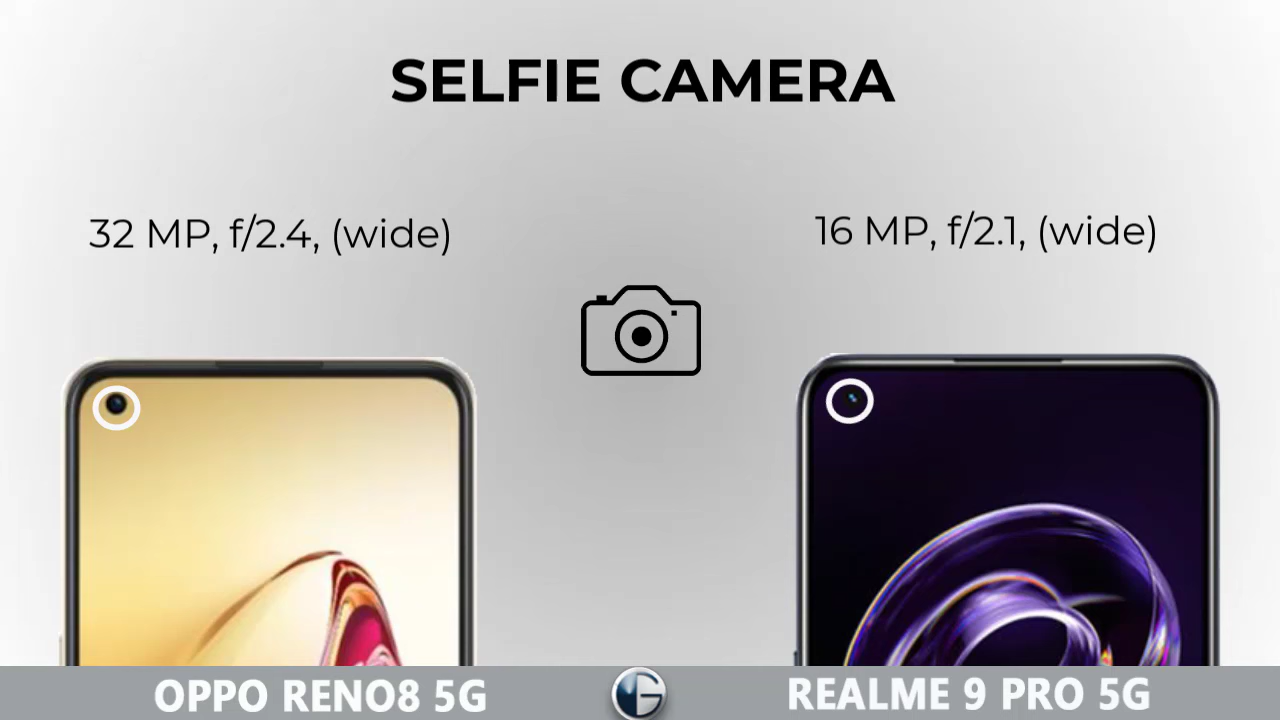 SELFIE CAMERA
32 MP, f/2.4, (wide)
16 MP, f/2.1, (wide)
OPPO RENO8 5G
REALME 9 PRO 5G